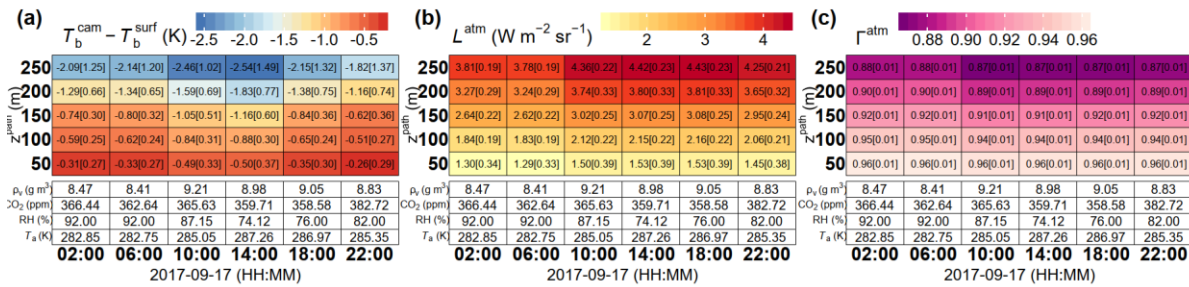 (a) T_b^cam − T_b^surf (K) -2.5 -2.0 -1.5 -1.0 -0.5
250 -2.09[1.25] -2.14[1.20] -2.46[1.02] -2.54[1.49] -2.15[1.32] -1.82[1.37]
200 -1.29[0.66] -1.34[0.65] -1.59[0.69] -1.83[0.77] -1.38[0.75] -1.16[0.74]
150 -0.74[0.30] -0.80[0.32] -1.05[0.51] -1.16[0.60] -0.84[0.36] -0.62[0.36]
100 -0.59[0.25] -0.62[0.24] -0.84[0.31] -0.88[0.30] -0.65[0.24] -0.51[0.27]
50 -0.31[0.27] -0.33[0.27] -0.49[0.33] -0.50[0.37] -0.35[0.30] -0.26[0.29]
z^path (m)
ρ_v (g m³) 8.47 8.41 9.21 8.98 9.05 8.83
CO₂ (ppm) 366.44 362.64 365.63 359.71 358.58 382.72
RH (%) 92.00 92.00 87.15 74.12 76.00 82.00
T_a (K) 282.85 282.75 285.05 287.26 286.97 285.35
02:00 06:00 10:00 14:00 18:00 22:00
2017-09-17 (HH:MM)
(b) L^atm (W m⁻² sr⁻¹) 2 3 4
250 3.81[0.19] 3.78[0.19] 4.36[0.22] 4.42[0.23] 4.43[0.23] 4.25[0.21]
200 3.27[0.29] 3.24[0.29] 3.74[0.33] 3.80[0.33] 3.81[0.33] 3.65[0.32]
150 2.64[0.22] 2.62[0.22] 3.02[0.25] 3.07[0.25] 3.08[0.25] 2.95[0.24]
100 1.84[0.19] 1.83[0.19] 2.12[0.22] 2.15[0.22] 2.16[0.22] 2.06[0.21]
50 1.30[0.34] 1.29[0.33] 1.50[0.39] 1.53[0.39] 1.53[0.39] 1.45[0.38]
z^path (m)
ρ_v (g m³) 8.47 8.41 9.21 8.98 9.05 8.83
CO₂ (ppm) 366.44 362.64 365.63 359.71 358.58 382.72
RH (%) 92.00 92.00 87.15 74.12 76.00 82.00
T_a (K) 282.85 282.75 285.05 287.26 286.97 285.35
02:00 06:00 10:00 14:00 18:00 22:00
2017-09-17 (HH:MM)
(c) Γ^atm 0.88 0.90 0.92 0.94 0.96
250 0.88[0.01] 0.88[0.01] 0.87[0.01] 0.87[0.01] 0.87[0.01] 0.87[0.01]
200 0.90[0.01] 0.90[0.01] 0.89[0.01] 0.89[0.01] 0.89[0.01] 0.89[0.01]
150 0.92[0.01] 0.92[0.01] 0.91[0.01] 0.91[0.01] 0.91[0.01] 0.92[0.01]
100 0.95[0.01] 0.95[0.01] 0.94[0.01] 0.94[0.01] 0.94[0.01] 0.94[0.01]
50 0.96[0.01] 0.96[0.01] 0.96[0.01] 0.96[0.01] 0.96[0.01] 0.96[0.01]
z^path (m)
ρ_v (g m³) 8.47 8.41 9.21 8.98 9.05 8.83
CO₂ (ppm) 366.44 362.64 365.63 359.71 358.58 382.72
RH (%) 92.00 92.00 87.15 74.12 76.00 82.00
T_a (K) 282.85 282.75 285.05 287.26 286.97 285.35
02:00 06:00 10:00 14:00 18:00 22:00
2017-09-17 (HH:MM)